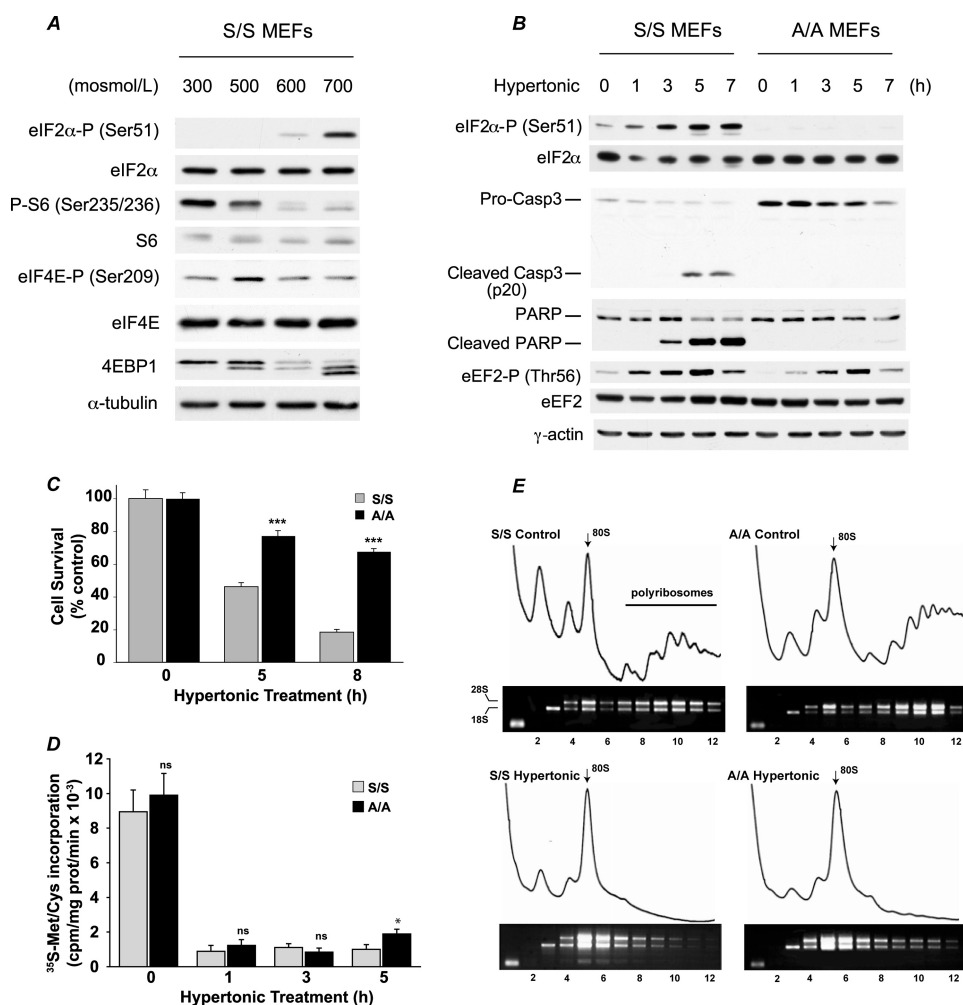 A
S/S MEFs
(mosmol/L) 300 500 600 700
eIF2α-P (Ser51)
eIF2α
P-S6 (Ser235/236)
S6
eIF4E-P (Ser209)
eIF4E
4EBP1
α-tubulin
B
S/S MEFs A/A MEFs
Hypertonic 0 1 3 5 7 0 1 3 5 7 (h)
eIF2α-P (Ser51)
eIF2α
Pro-Casp3
Cleaved Casp3
(p20)
PARP
Cleaved PARP
eEF2-P (Thr56)
eEF2
γ-actin
C
Cell Survival
(% control)
100
80
60
40
20
0
S/S
A/A
***
***
0 5 8
Hypertonic Treatment (h)
D
³⁵S-Met/Cys incorporation
(cpm/mg prot/min x 10⁻³)
12
10
8
6
4
2
0
S/S
A/A
ns
ns
ns
*
0 1 3 5
Hypertonic Treatment (h)
E
S/S Control
80S
polyribosomes
28S
18S
2 4 6 8 10 12
A/A Control
80S
2 4 6 8 10 12
S/S Hypertonic
80S
2 4 6 8 10 12
A/A Hypertonic
80S
2 4 6 8 10 12